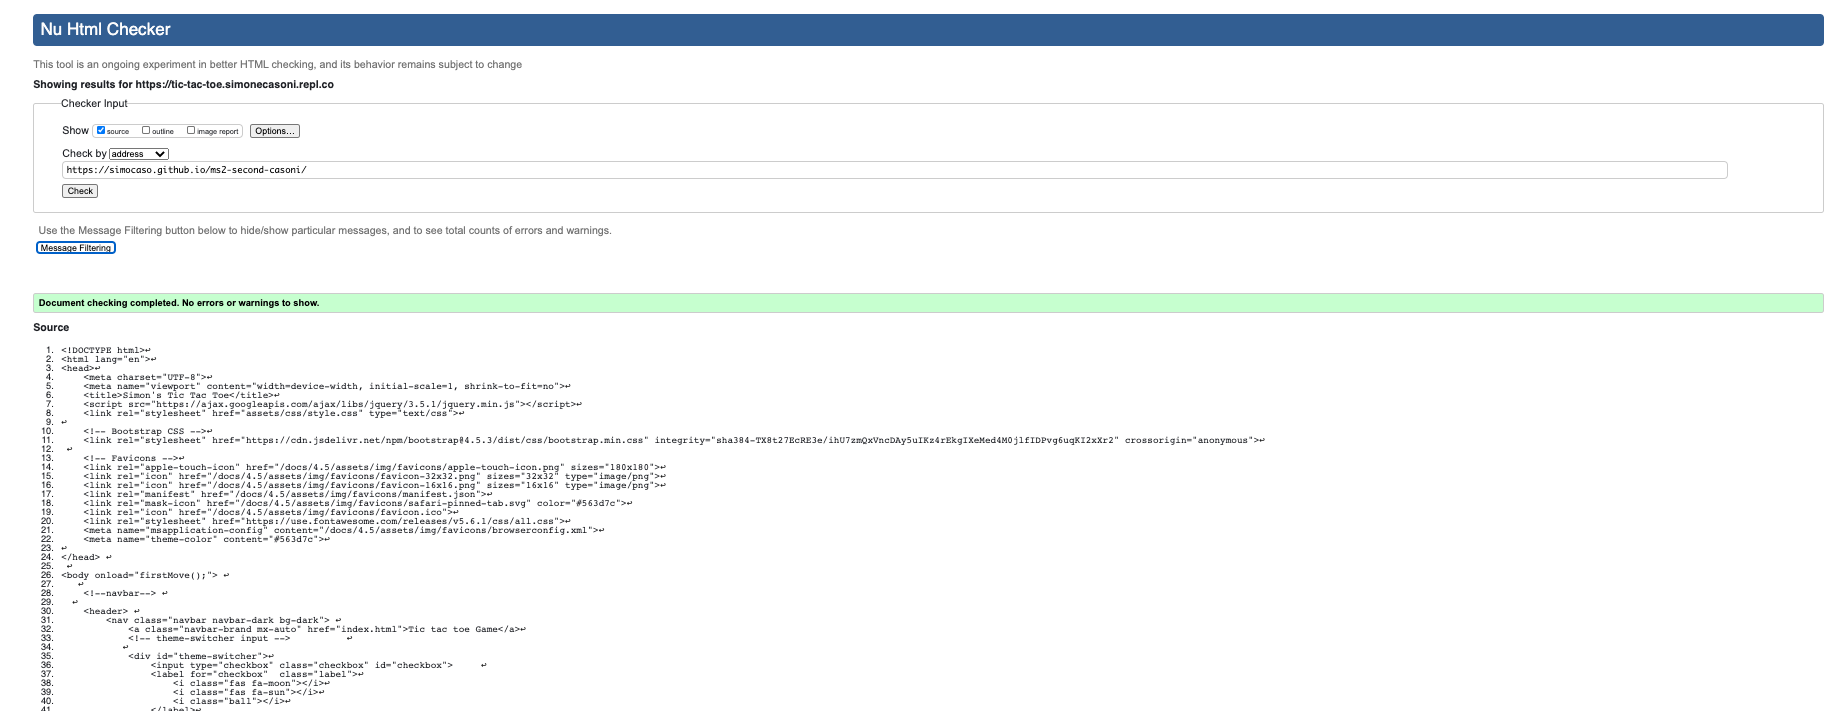 Nu Html Checker
This tool is an ongoing experiment in better HTML checking, and its behavior remains subject to change
Showing results for https://tic-tac-toe.simonecasoni.repl.co
Checker Input
Show source outline image report Options...
Check by address
https://simocaso.github.io/ms2-second-casoni/
Check
Use the Message Filtering button below to hide/show particular messages, and to see total counts of errors and warnings.
Message Filtering
Document checking completed. No errors or warnings to show.
Source
1. <!DOCTYPE html>↩
2. <html lang="en">↩
3. <head>↩
4. <meta charset="UTF-8">↩
5. <meta name="viewport" content="width=device-width, initial-scale=1, shrink-to-fit=no">↩
6. <title>Simon's Tic Tac Toe</title>↩
7. <script src="https://ajax.googleapis.com/ajax/libs/jquery/3.5.1/jquery.min.js"></script>↩
8. <link rel="stylesheet" href="assets/css/style.css" type="text/css">↩
9. ↩
10. <!-- Bootstrap CSS -->↩
11. <link rel="stylesheet" href="https://cdn.jsdelivr.net/npm/bootstrap@4.5.3/dist/css/bootstrap.min.css" integrity="sha384-TX8t27EcRE3e/ihU7zmQxVncDAy5uIKz4rEkgIXeMed4M0jlfIDPvg6uqKI2xXr2" crossorigin="anonymous">↩
12. ↩
13. <!-- Favicons -->↩
14. <link rel="apple-touch-icon" href="/docs/4.5/assets/img/favicons/apple-touch-icon.png" sizes="180x180">↩
15. <link rel="icon" href="/docs/4.5/assets/img/favicons/favicon-32x32.png" sizes="32x32" type="image/png">↩
16. <link rel="icon" href="/docs/4.5/assets/img/favicons/favicon-16x16.png" sizes="16x16" type="image/png">↩
17. <link rel="manifest" href="/docs/4.5/assets/img/favicons/manifest.json">↩
18. <link rel="mask-icon" href="/docs/4.5/assets/img/favicons/safari-pinned-tab.svg" color="#563d7c">↩
19. <link rel="icon" href="/docs/4.5/assets/img/favicons/favicon.ico">↩
20. <link rel="stylesheet" href="https://use.fontawesome.com/releases/v5.6.1/css/all.css">↩
21. <meta name="msapplication-config" content="/docs/4.5/assets/img/favicons/browserconfig.xml">↩
22. <meta name="theme-color" content="#563d7c">↩
23. ↩
24. </head> ↩
25. ↩
26. <body onload="firstMove();"> ↩
27. ↩
28. <!--navbar--> ↩
29. ↩
30. <header> ↩
31. <nav class="navbar navbar-dark bg-dark"> ↩
32. <a class="navbar-brand mx-auto" href="index.html">Tic tac toe Game</a>↩
33. <!-- theme-switcher input --> ↩
34. ↩
35. <div id="theme-switcher">↩
36. <input type="checkbox" class="checkbox" id="checkbox"> ↩
37. <label for="checkbox" class="label">↩
38. <i class="fas fa-moon"></i>↩
39. <i class="fas fa-sun"></i>↩
40. <i class="ball"></i>↩
41. </label>↩